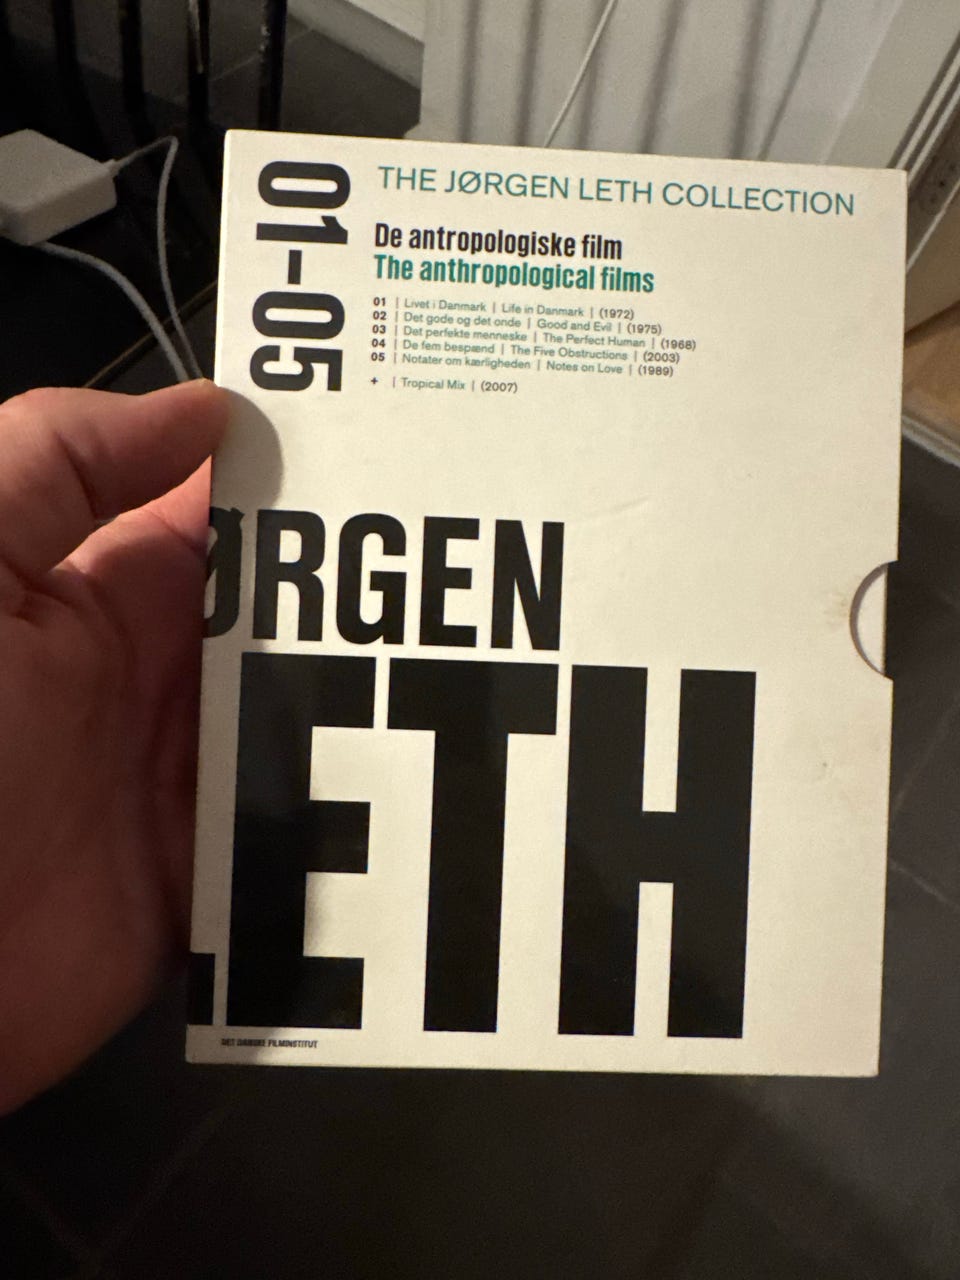 01–05
THE JØRGEN LETH COLLECTION
De antropologiske film
The anthropological films
01 | Livet i Danmark | Life in Danmark | (1972)
02 | Det gode og det onde | Good and Evil | (1975)
03 | Det perfekte menneske | The Perfect Human | (1968)
04 | De fem bespænd | The Five Obstructions | (2003)
05 | Notater om kærligheden | Notes on Love | (1989)
+ | Tropical Mix | (2007)
ØRGEN
LETH
DET DANSKE FILMINSTITUT